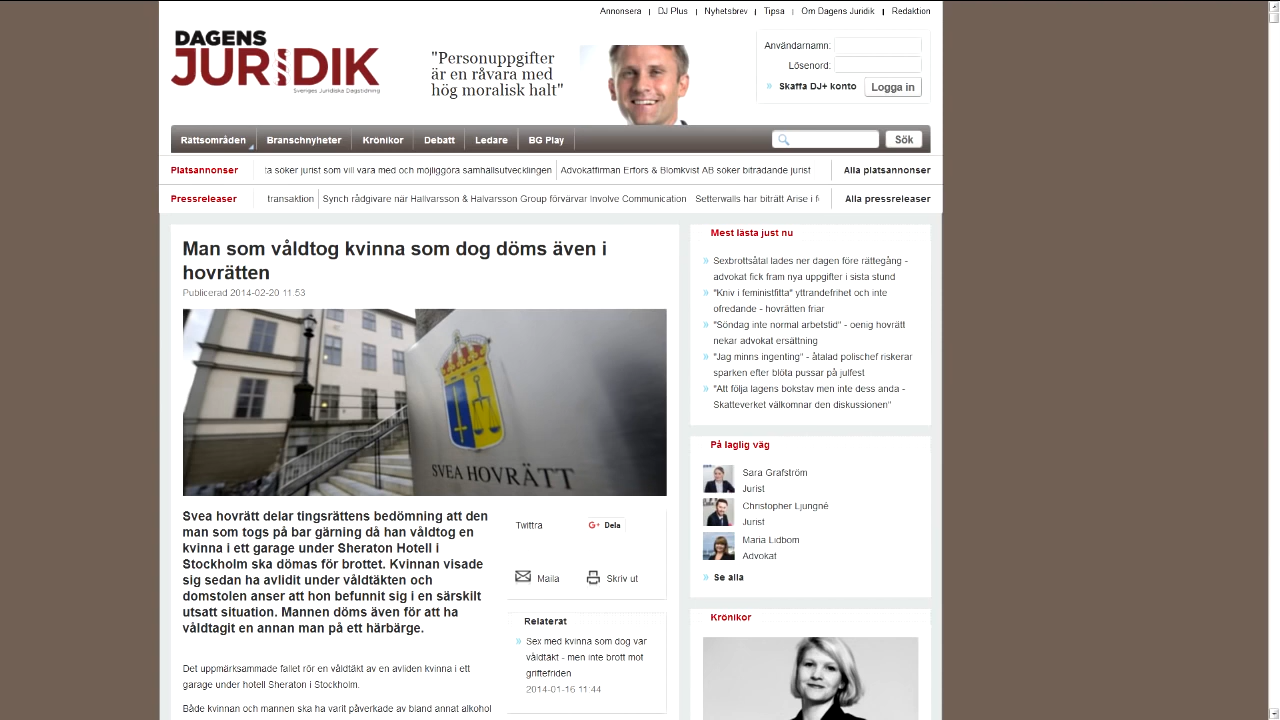 Annonsera
DJ Plus
Nyhetsbrev
Tipsa
Om Dagens Juridik
Redaktion
DAGENS
JURIDIK
Sveriges Juridiska Dagstidning
"Personuppgifter
är en råvara med
hög moralisk halt"
Användarnamn:
Lösenord:
Skaffa DJ+ konto
Logga in
Rättsområden
Branschnyheter
Krönikor
Debatt
Ledare
BG Play
Sök
Platsannonser
ta söker jurist som vill vara med och möjliggöra samhällsutvecklingen
Advokatfirman Erfors & Blomkvist AB söker biträdande jurist
Alla platsannonser
Pressreleaser
transaktion
Synch rådgivare när Hallvarsson & Halvarsson Group förvärvar Involve Communication
Setterwalls har biträtt Arise i f
Alla pressreleaser
Man som våldtog kvinna som dog döms även i
hovrätten
Publicerad 2014-02-20 11:53
SVEA HOVRÄTT
Svea hovrätt delar tingsrättens bedömning att den
man som togs på bar gärning då han våldtog en
kvinna i ett garage under Sheraton Hotell i
Stockholm ska dömas för brottet. Kvinnan visade
sig sedan ha avlidit under våldtäkten och
domstolen anser att hon befunnit sig i en särskilt
utsatt situation. Mannen döms även för att ha
våldtagit en annan man på ett härbärge.
Det uppmärksammade fallet rör en våldtäkt av en avliden kvinna i ett
garage under hotell Sheraton i Stockholm.
Både kvinnan och mannen ska ha varit påverkade av bland annat alkohol
Twittra
G+ Dela
Maila
Skriv ut
Relaterat
Sex med kvinna som dog var
våldtäkt - men inte brott mot
griftefriden
2014-01-16 11:44
Mest lästa just nu
Sexbrottsåtal lades ner dagen före rättegång -
advokat fick fram nya uppgifter i sista stund
"Kniv i feministfitta" yttrandefrihet och inte
ofredande - hovrätten friar
"Söndag inte normal arbetstid" - oenig hovrätt
nekar advokat ersättning
"Jag minns ingenting" - åtalad polischef riskerar
sparken efter blöta pussar på julfest
"Att följa lagens bokstav men inte dess anda -
Skatteverket välkomnar den diskussionen"
På laglig väg
Sara Grafström
Jurist
Christopher Ljungné
Jurist
Maria Lidbom
Advokat
Se alla
Krönikor